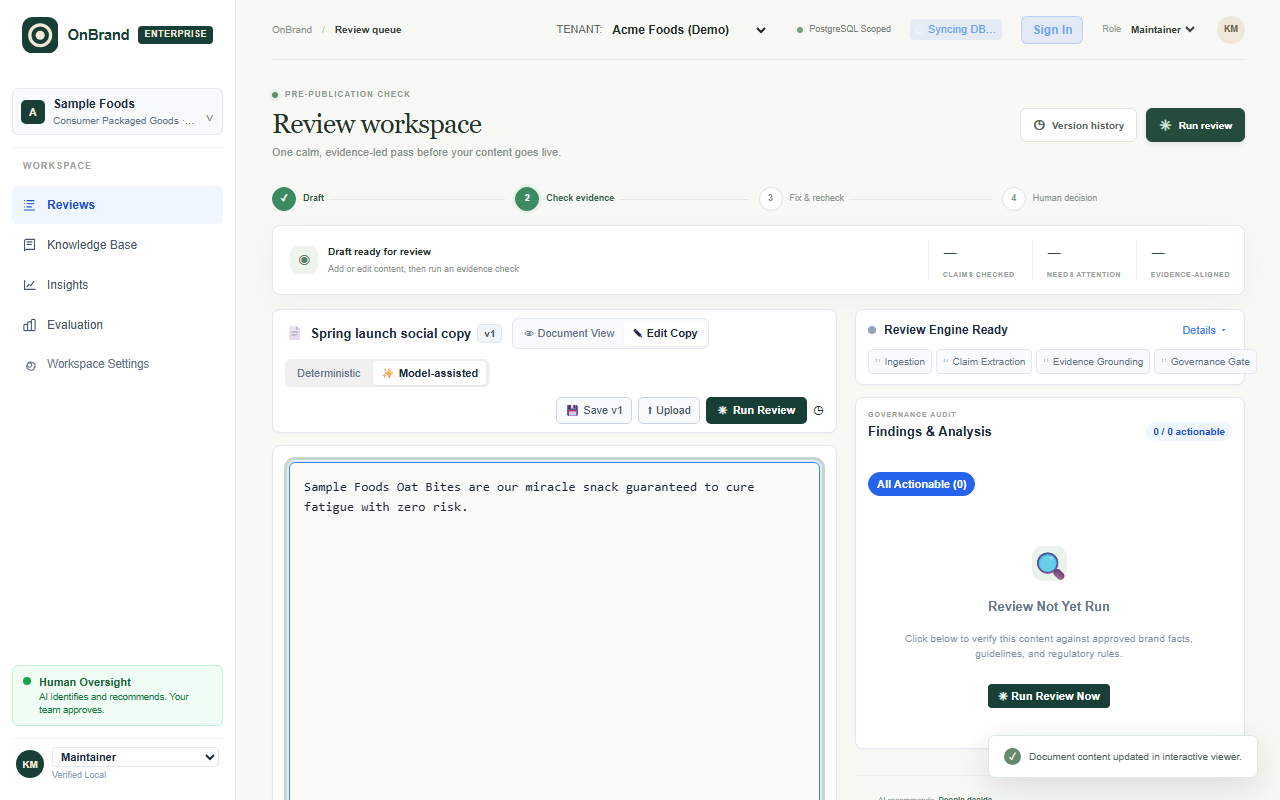 OnBrand ENTERPRISE
A Sample Foods
Consumer Packaged Goods ·...
WORKSPACE
Reviews
Knowledge Base
Insights
Evaluation
Workspace Settings
Human Oversight
AI identifies and recommends. Your
team approves.
KM Maintainer
Verified Local
OnBrand / Review queue
TENANT: Acme Foods (Demo)
PostgreSQL Scoped
Syncing DB...
Sign In
Role Maintainer
KM
PRE-PUBLICATION CHECK
Review workspace
One calm, evidence-led pass before your content goes live.
Version history
Run review
Draft
2 Check evidence
3 Fix & recheck
4 Human decision
Draft ready for review
Add or edit content, then run an evidence check
— CLAIMS CHECKED
— NEEDS ATTENTION
— EVIDENCE-ALIGNED
Spring launch social copy v1
Document View Edit Copy
Deterministic Model-assisted
Save v1 Upload Run Review
Sample Foods Oat Bites are our miracle snack guaranteed to cure
fatigue with zero risk.
Review Engine Ready Details
Ingestion Claim Extraction Evidence Grounding Governance Gate
GOVERNANCE AUDIT
Findings & Analysis 0 / 0 actionable
All Actionable (0)
Review Not Yet Run
Click below to verify this content against approved brand facts,
guidelines, and regulatory rules.
Run Review Now
Document content updated in interactive viewer.
AI recommends. People decide.